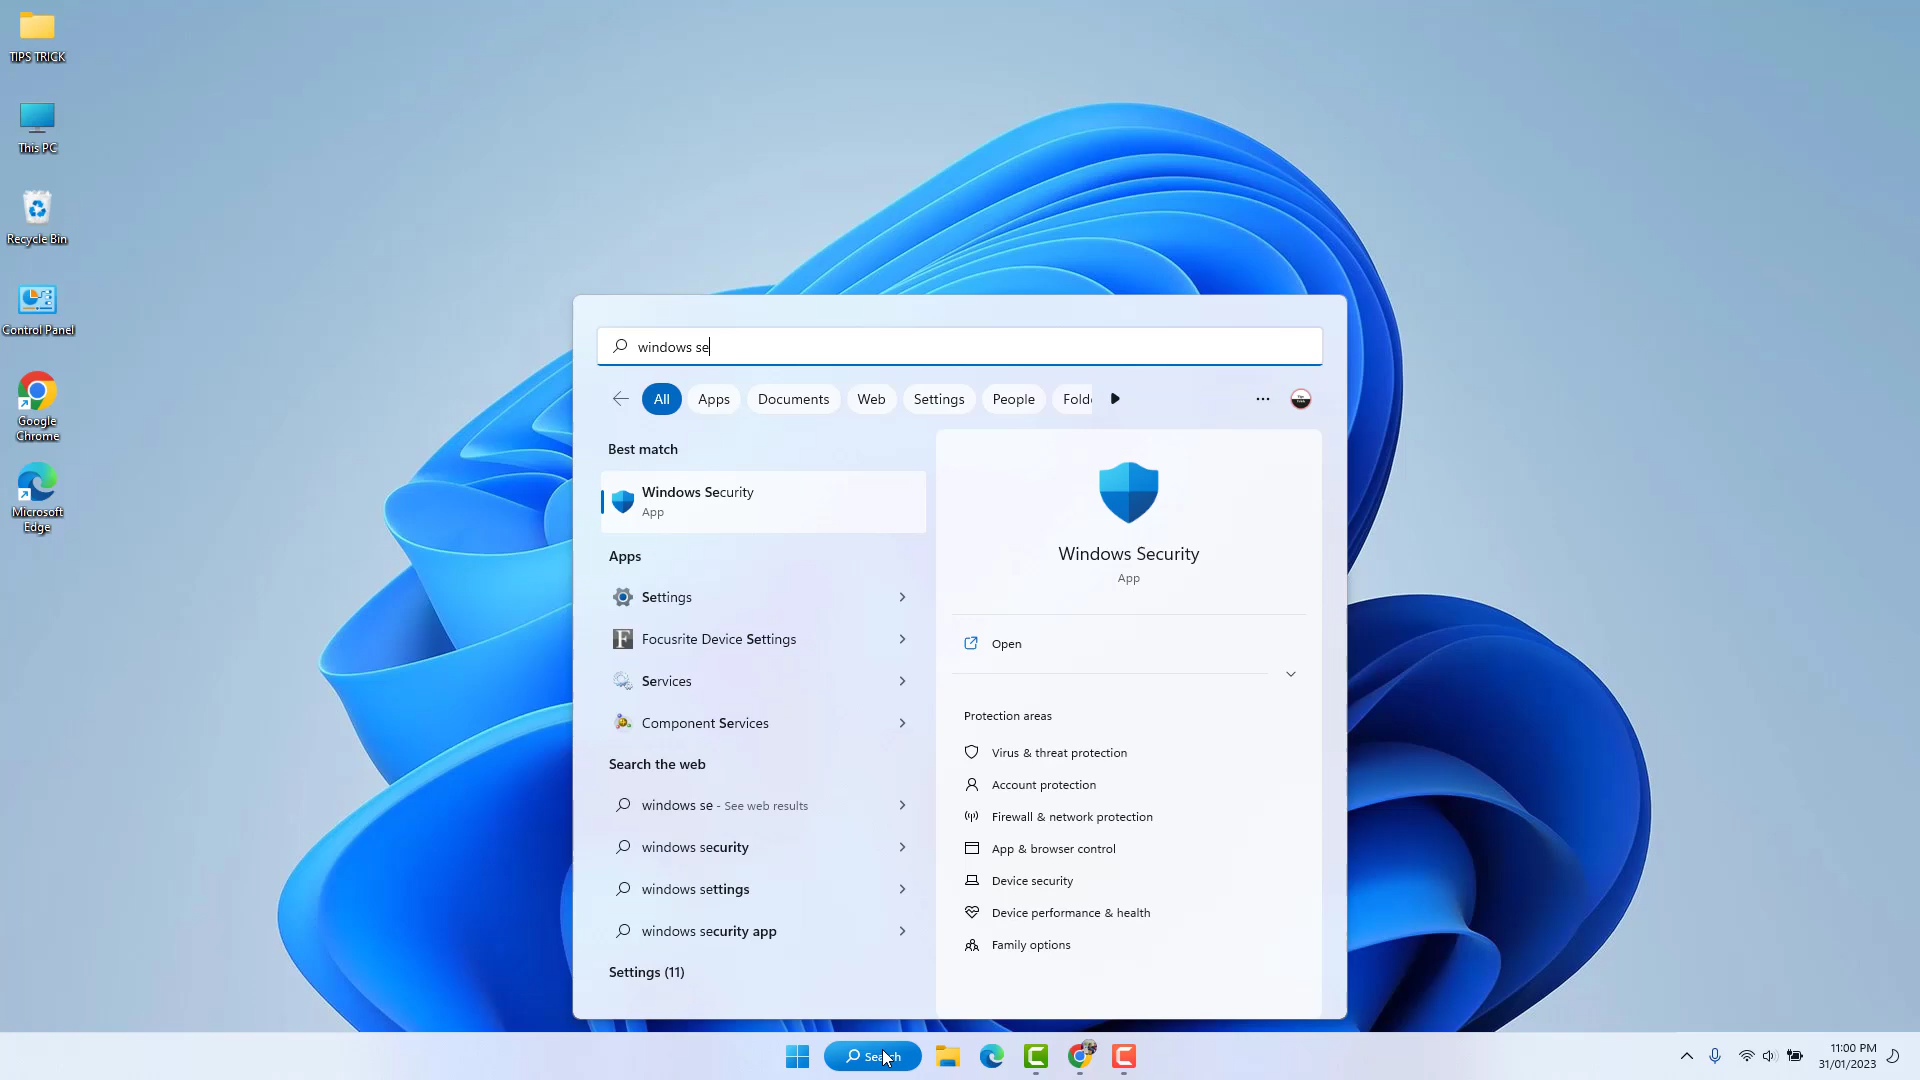 TIPS TRICK
This PC
Recycle Bin
Control Panel
Google
Chrome
Microsoft
Edge
windows se
All
Apps
Documents
Web
Settings
People
Folde
Best match
Windows Security
App
Apps
Settings
Focusrite Device Settings
Services
Component Services
Search the web
windows se - See web results
windows security
windows settings
windows security app
Settings (11)
Windows Security
App
Open
Protection areas
Virus & threat protection
Account protection
Firewall & network protection
App & browser control
Device security
Device performance & health
Family options
Search
11:00 PM
31/01/2023